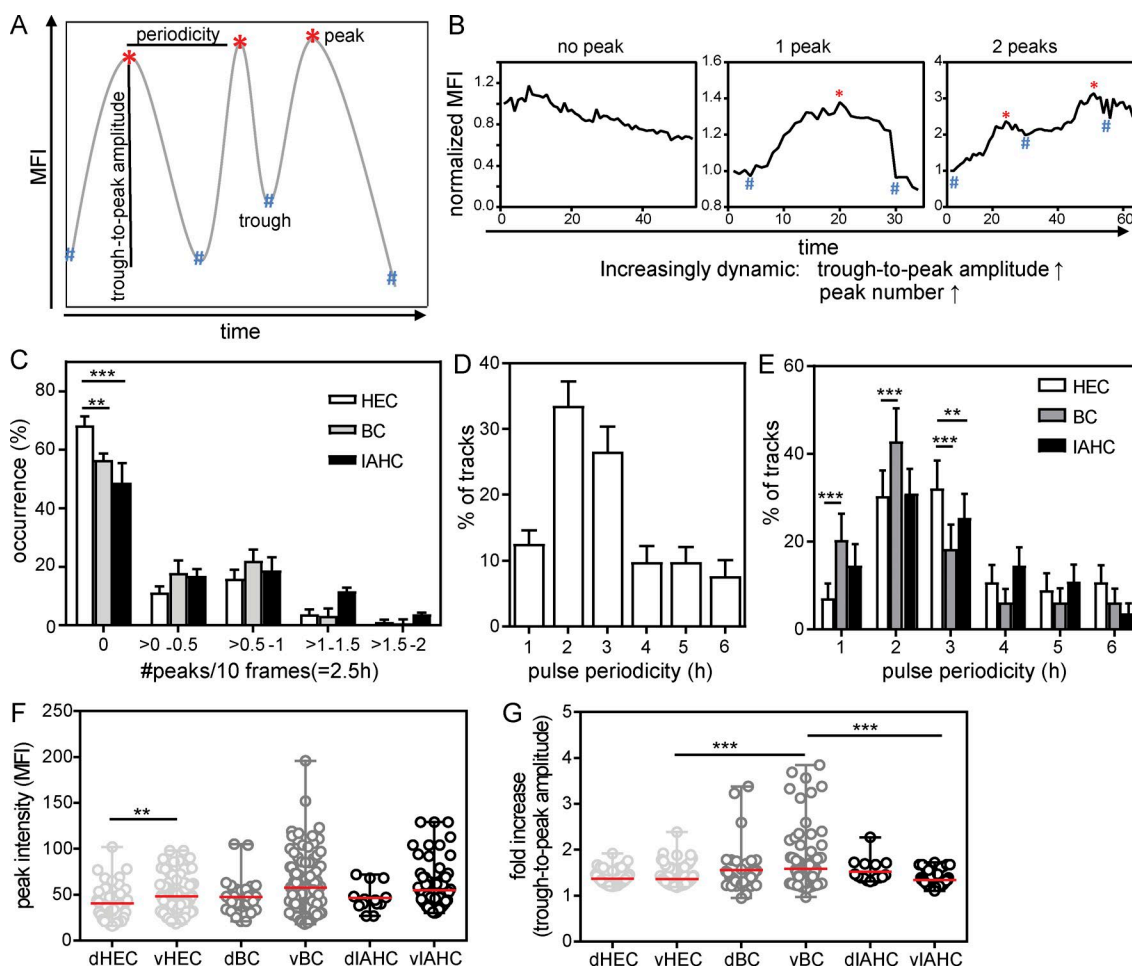 A
MFI
periodicity
peak
trough-to-peak amplitude
trough
time
* * *
# # # #
B
no peak
1 peak
2 peaks
normalized MFI
1.2
0.8
0.4
0.0
0 20 40
1.6
1.4
1.2
1.0
0.8
0 10 20 30
*
# #
4
3
2
1
0
0 20 40 60
* *
# # #
time
Increasingly dynamic: trough-to-peak amplitude ↑
peak number ↑
C
occurrence (%)
80
60
40
20
0
***
**
HEC
BC
IAHC
0 >0-0.5 >0.5-1 >1-1.5 >1.5-2
#peaks/10 frames(=2.5h)
D
% of tracks
40
30
20
10
0
1 2 3 4 5 6
pulse periodicity (h)
E
% of tracks
60
40
20
0
*** *** ** ***
HEC
BC
IAHC
1 2 3 4 5 6
pulse periodicity (h)
F
peak intensity (MFI)
250
200
150
100
50
0
**
dHEC vHEC dBC vBC dIAHC vIAHC
G
fold increase
(trough-to-peak amplitude)
5
4
3
2
1
0
*** ***
dHEC vHEC dBC vBC dIAHC vIAHC